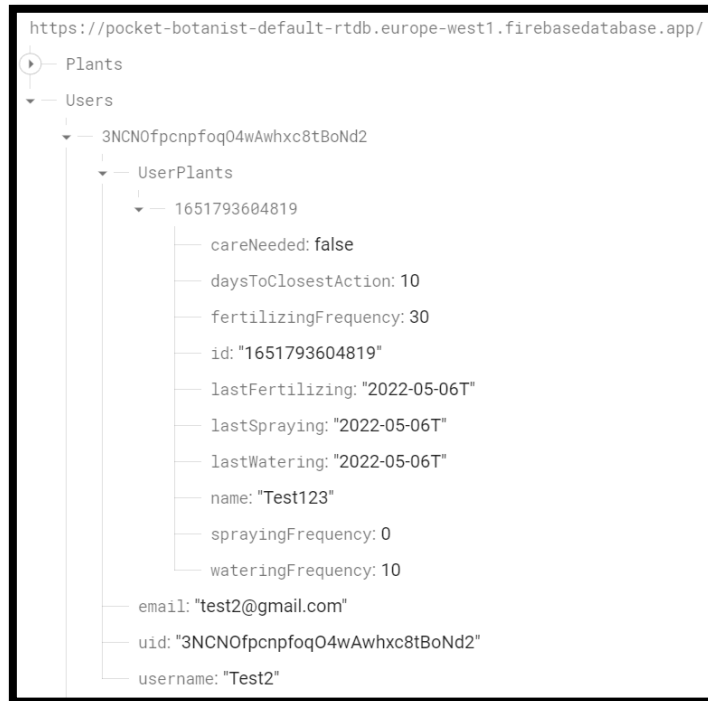 https://pocket-botanist-default-rtdb.europe-west1.firebasedatabase.app/
Plants
Users
3NCNOfpcnpfoqO4wAwhxc8tBoNd2
UserPlants
1651793604819
careNeeded: false
daysToClosestAction: 10
fertilizingFrequency: 30
id: "1651793604819"
lastFertilizing: "2022-05-06T"
lastSpraying: "2022-05-06T"
lastWatering: "2022-05-06T"
name: "Test123"
sprayingFrequency: 0
wateringFrequency: 10
email: "test2@gmail.com"
uid: "3NCNOfpcnpfoqO4wAwhxc8tBoNd2"
username: "Test2"